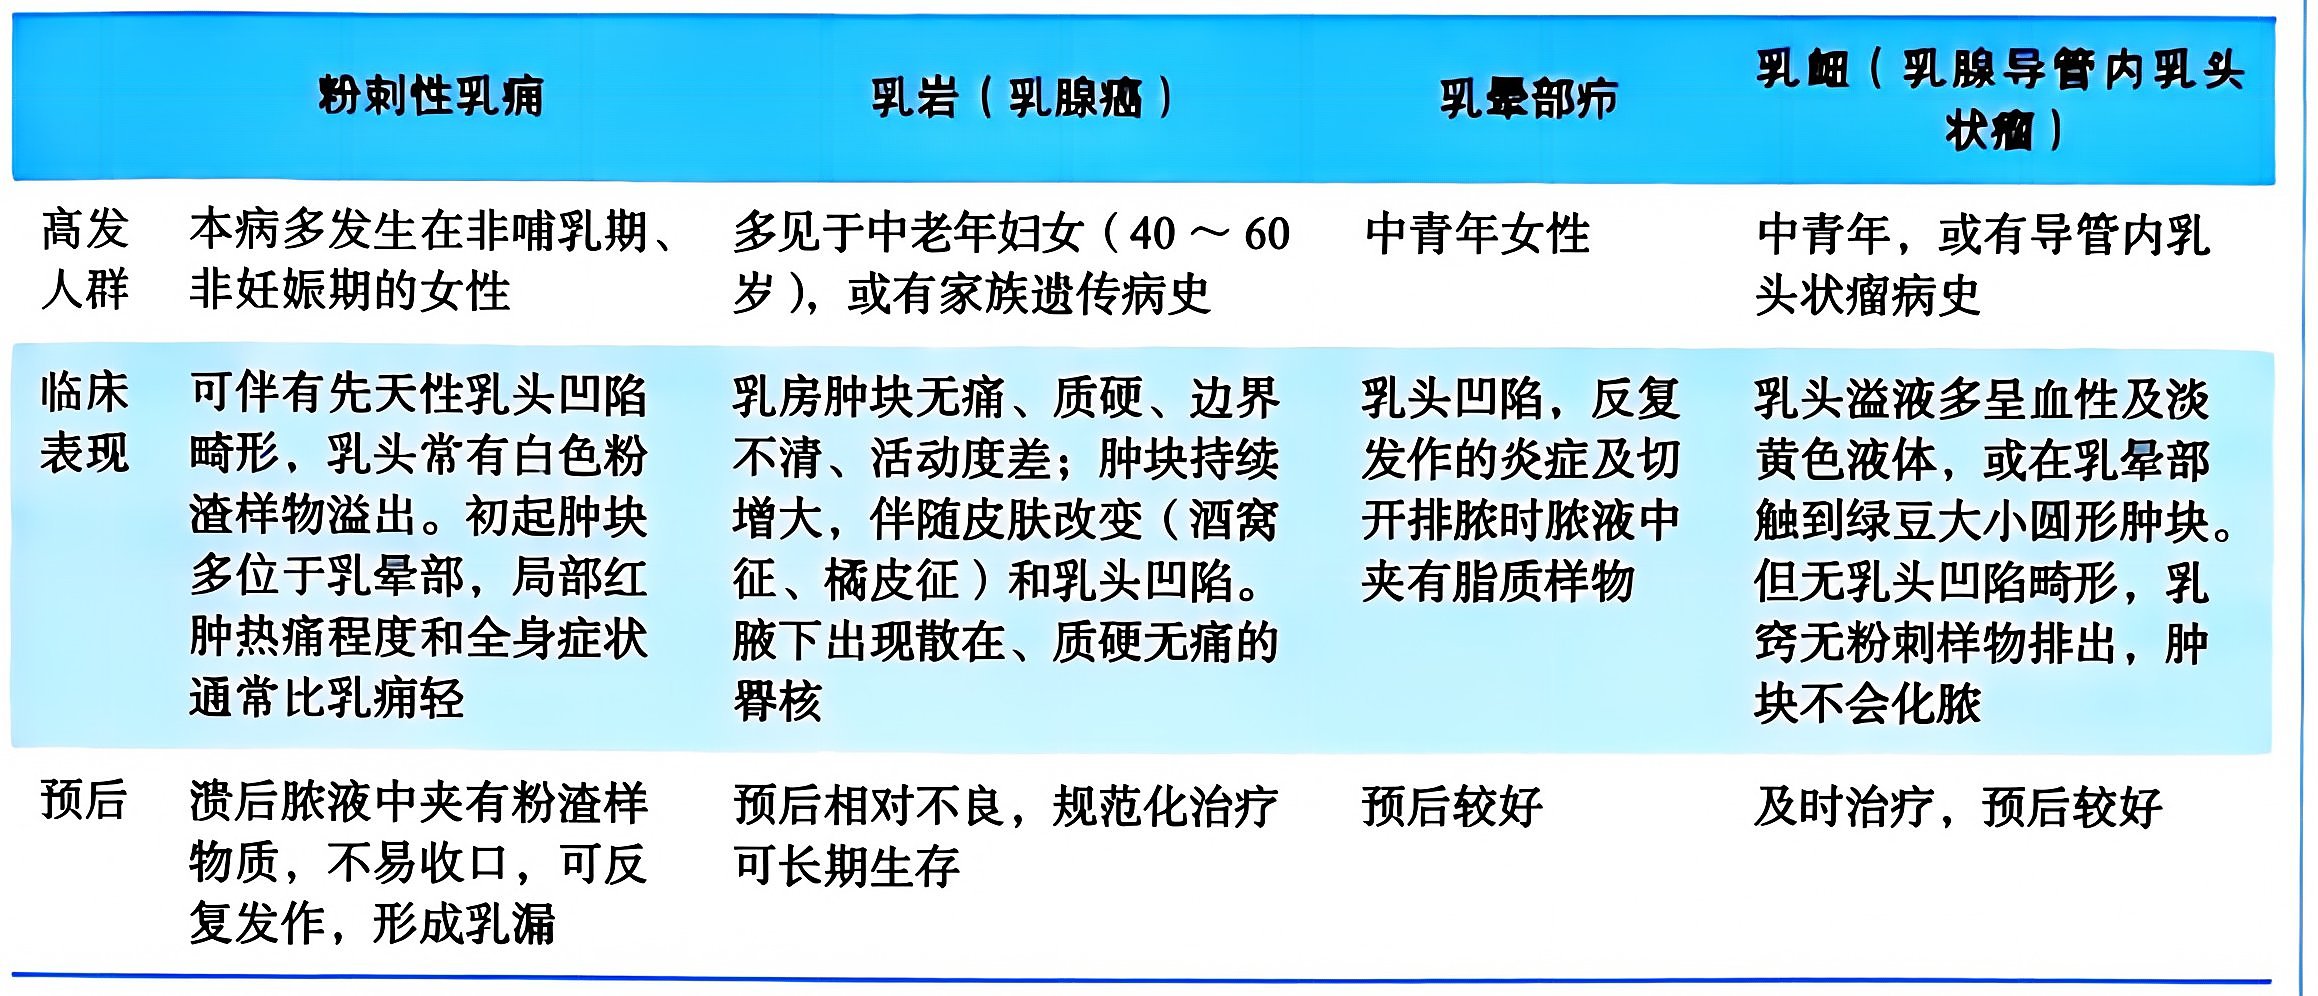 粉刺性乳痈
乳岩（乳腺癌）
乳晕部疖
乳衄（乳腺导管内乳头
状瘤）
高发
人群
本病多发生在非哺乳期、
非妊娠期的女性
多见于中老年妇女（40～60
岁），或有家族遗传病史
中青年女性
中青年，或有导管内乳
头状瘤病史
临床
表现
可伴有先天性乳头凹陷
畸形，乳头常有白色粉
渣样物溢出。初起肿块
多位于乳晕部，局部红
肿热痛程度和全身症状
通常比乳痈轻
乳房肿块无痛、质硬、边界
不清、活动度差；肿块持续
增大，伴随皮肤改变（酒窝
征、橘皮征）和乳头凹陷。
腋下出现散在、质硬无痛的
臖核
乳头凹陷，反复
发作的炎症及切
开排脓时脓液中
夹有脂质样物
乳头溢液多呈血性及淡
黄色液体，或在乳晕部
触到绿豆大小圆形肿块。
但无乳头凹陷畸形，乳
窍无粉刺样物排出，肿
块不会化脓
预后
溃后脓液中夹有粉渣样
物质，不易收口，可反
复发作，形成乳漏
预后相对不良，规范化治疗
可长期生存
预后较好
及时治疗，预后较好